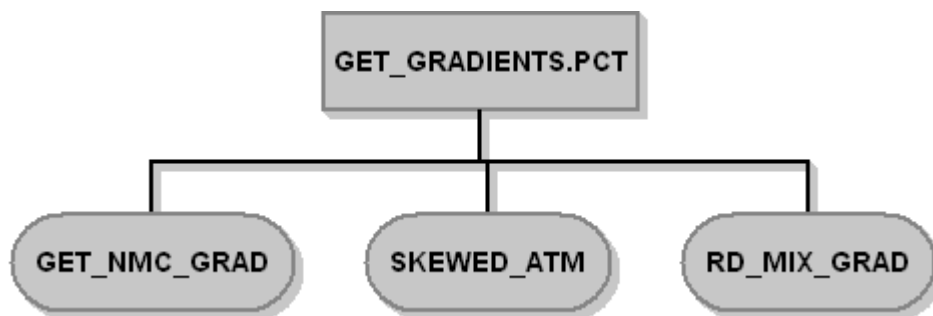 GET_GRADIENTS.PCT
GET_NMC_GRAD
SKEWED_ATM
RD_MIX_GRAD